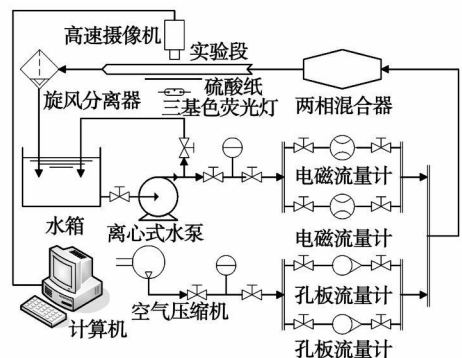 高速摄像机
实验段
硫酸纸
三基色荧光灯
旋风分离器
两相混合器
电磁流量计
水箱
离心式水泵
电磁流量计
孔板流量计
空气压缩机
计算机
孔板流量计